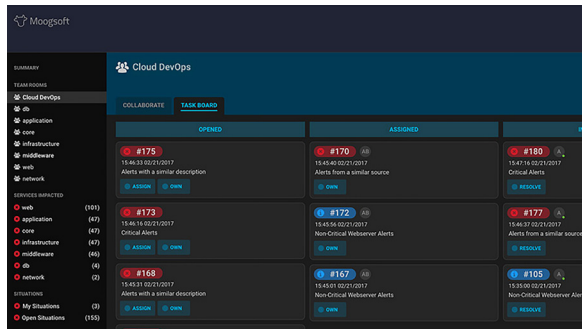 Moogsoft
SUMMARY
TEAM ROOMS
Cloud DevOps
db
application
core
infrastructure
middleware
web
network
SERVICES IMPACTED
web (101)
application (47)
core (47)
infrastructure (47)
middleware (46)
db (4)
network (2)
SITUATIONS
My Situations (3)
Open Situations (155)
Cloud DevOps
COLLABORATE TASK BOARD
OPENED
#175
15:46:33 02/21/2017
Alerts with a similar description
ASSIGN OWN
#173
15:46:16 02/21/2017
Critical Alerts
ASSIGN OWN
#168
15:45:31 02/21/2017
Alerts with a similar description
ASSIGN OWN
ASSIGNED
#170 AB
15:45:40 02/21/2017
Alerts from a similar source
OWN
#172 AB
15:45:56 02/21/2017
Non-Critical Webserver Alerts
OWN
#167 AB
15:45:01 02/21/2017
Non-Critical Webserver Alerts
OWN
#180 A
15:47:16 02/21/2017
Critical Alerts
RESOLVE
#177 A
15:46:37 02/21/2017
Alerts from a similar source
RESOLVE
#105 A
15:35:00 02/21/2017
Non-Critical Webserver Aler
RESOLVE